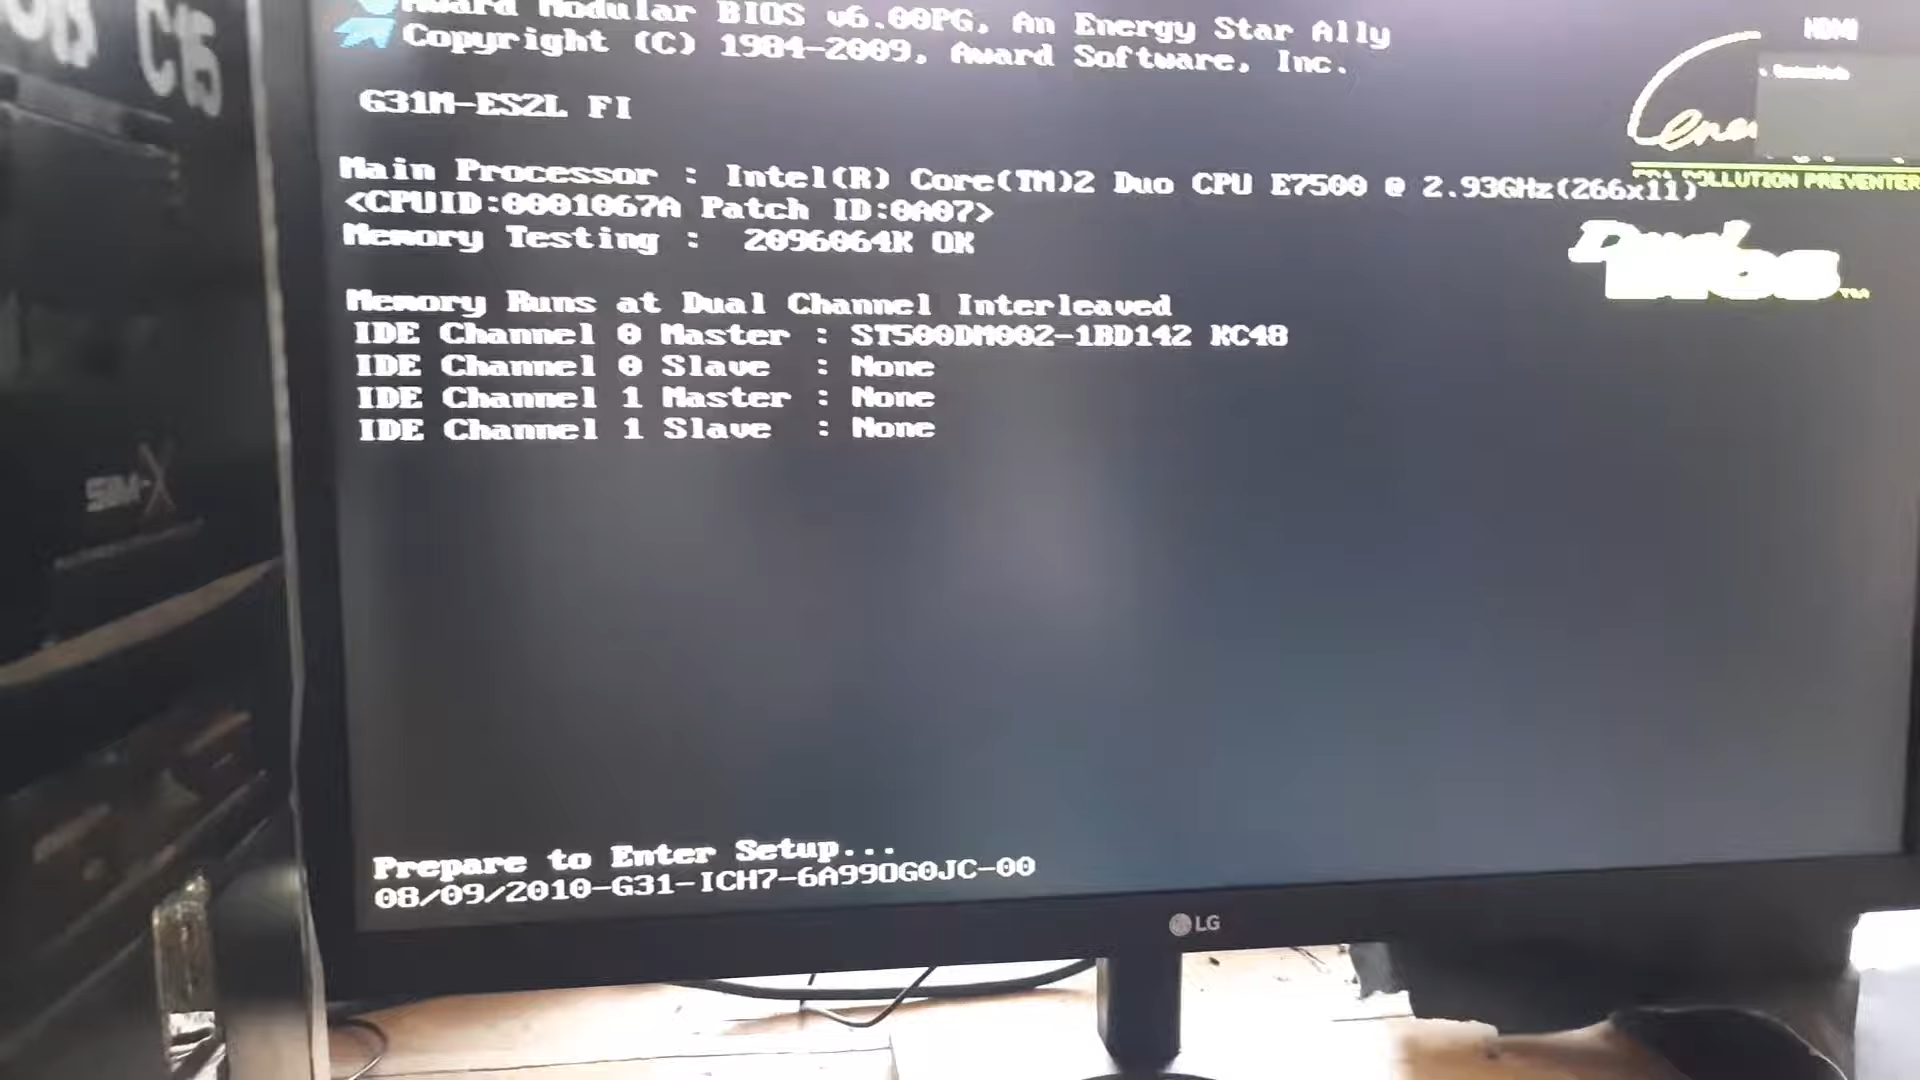 Award Modular BIOS v6.00PG, An Energy Star Ally
Copyright (C) 1984-2009, Award Software, Inc.
HDMI
G31M-ES2L FI
Main Processor : Intel(R) Core(TM)2 Duo CPU E7500 @ 2.93GHz(266x11)
<CPUID:0001067A Patch ID:0A07>
Memory Testing : 2096064K OK
POLLUTION PREVENTER
Dual BIOS™
Memory Runs at Dual Channel Interleaved
IDE Channel 0 Master : ST500DM002-1BD142 KC48
IDE Channel 0 Slave : None
IDE Channel 1 Master : None
IDE Channel 1 Slave : None
Prepare to Enter Setup...
08/09/2010-G31-ICH7-6A99OG0JC-00
LG
SIM-X